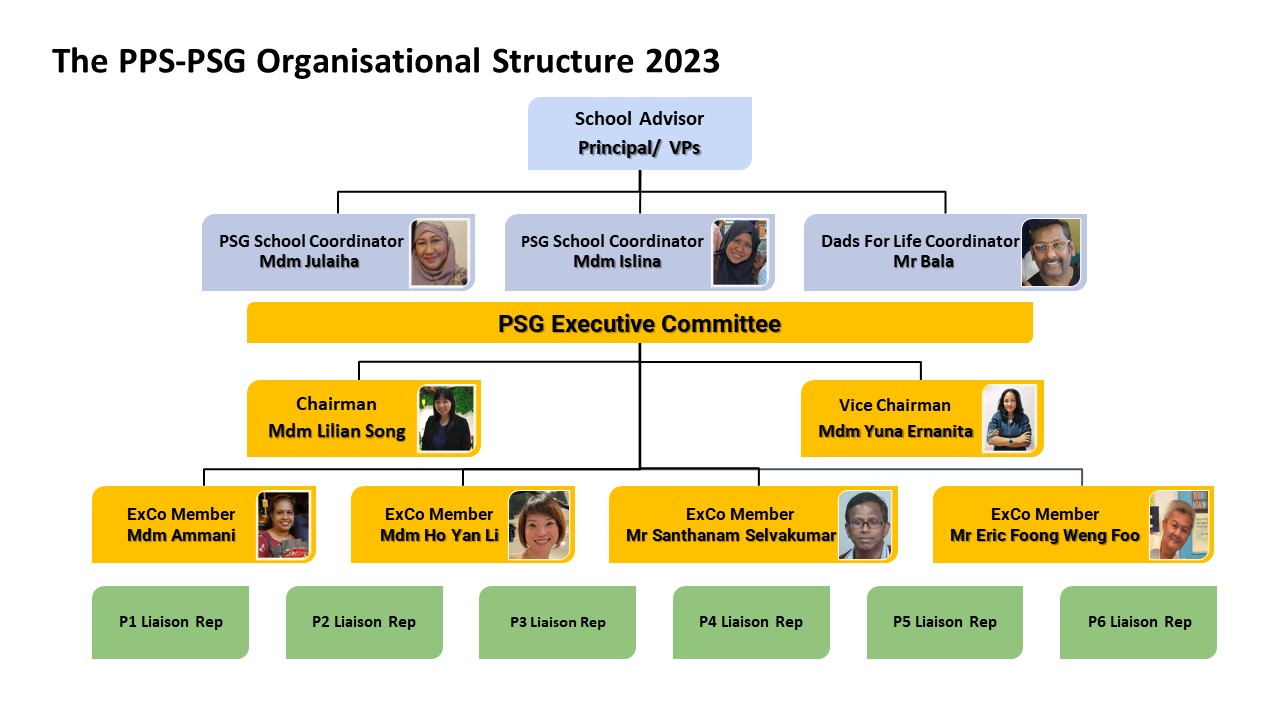 The PPS-PSG Organisational Structure 2023
School Advisor
Principal/ VPs
PSG School Coordinator
Mdm Julaiha
PSG School Coordinator
Mdm Islina
Dads For Life Coordinator
Mr Bala
PSG Executive Committee
Chairman
Mdm Lilian Song
Vice Chairman
Mdm Yuna Ernanita
ExCo Member
Mdm Ammani
ExCo Member
Mdm Ho Yan Li
ExCo Member
Mr Santhanam Selvakumar
ExCo Member
Mr Eric Foong Weng Foo
P1 Liaison Rep
P2 Liaison Rep
P3 Liaison Rep
P4 Liaison Rep
P5 Liaison Rep
P6 Liaison Rep